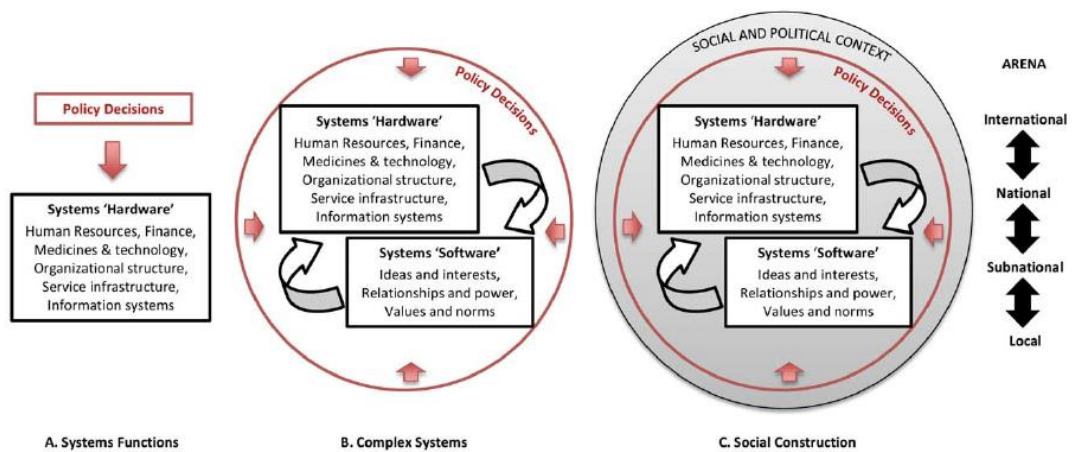 Policy Decisions
Systems 'Hardware'
Human Resources, Finance,
Medicines & technology,
Organizational structure,
Service infrastructure,
Information systems
A. Systems Functions
Policy Decisions
Systems 'Hardware'
Human Resources, Finance,
Medicines & technology,
Organizational structure,
Service infrastructure,
Information systems
Systems 'Software'
Ideas and interests,
Relationships and power,
Values and norms
B. Complex Systems
SOCIAL AND POLITICAL CONTEXT
Policy Decisions
Systems 'Hardware'
Human Resources, Finance,
Medicines & technology,
Organizational structure,
Service infrastructure,
Information systems
Systems 'Software'
Ideas and interests,
Relationships and power,
Values and norms
C. Social Construction
ARENA
International
National
Subnational
Local